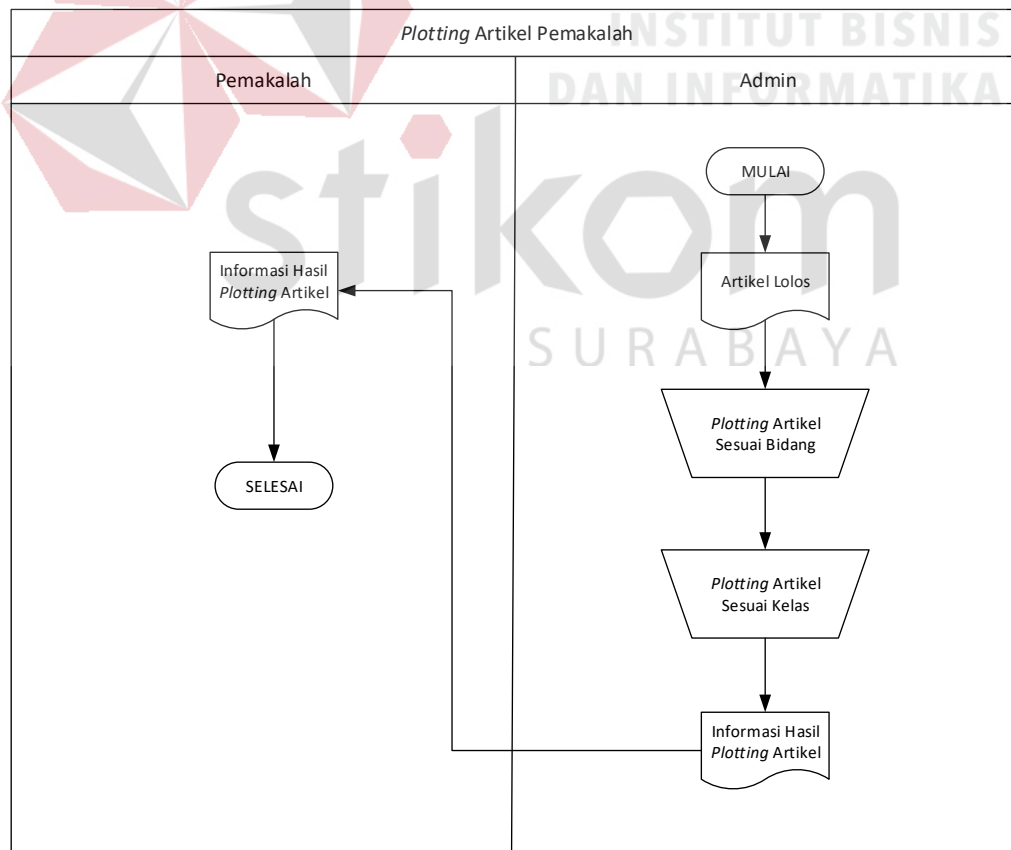 INSTITUT BISNIS
DAN INFORMATIKA
stikom
SURABAYA
Plotting Artikel Pemakalah
Pemakalah
Admin
MULAI
Artikel Lolos
Plotting Artikel
Sesuai Bidang
Plotting Artikel
Sesuai Kelas
Informasi Hasil
Plotting Artikel
Informasi Hasil
Plotting Artikel
SELESAI